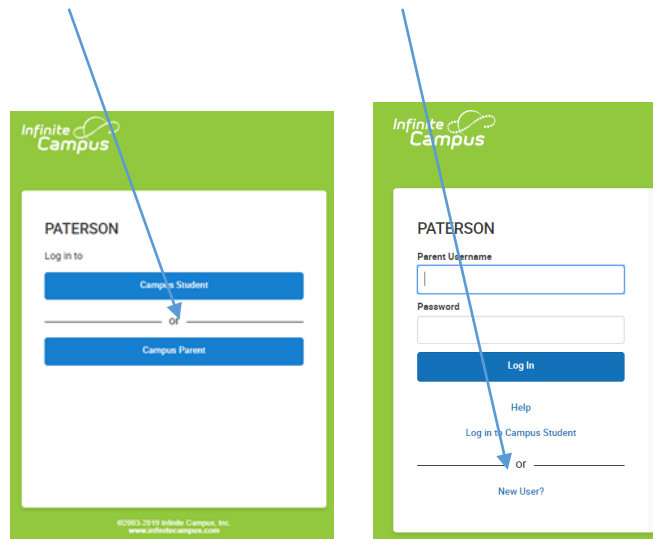 Infinite
Campus
PATERSON
Log in to
Campus Student
or
Campus Parent
©2003-2019 Infinite Campus, Inc.
www.infinitecampus.com
Infinite
Campus
PATERSON
Parent Username
Password
Log In
Help
Log in to Campus Student
or
New User?